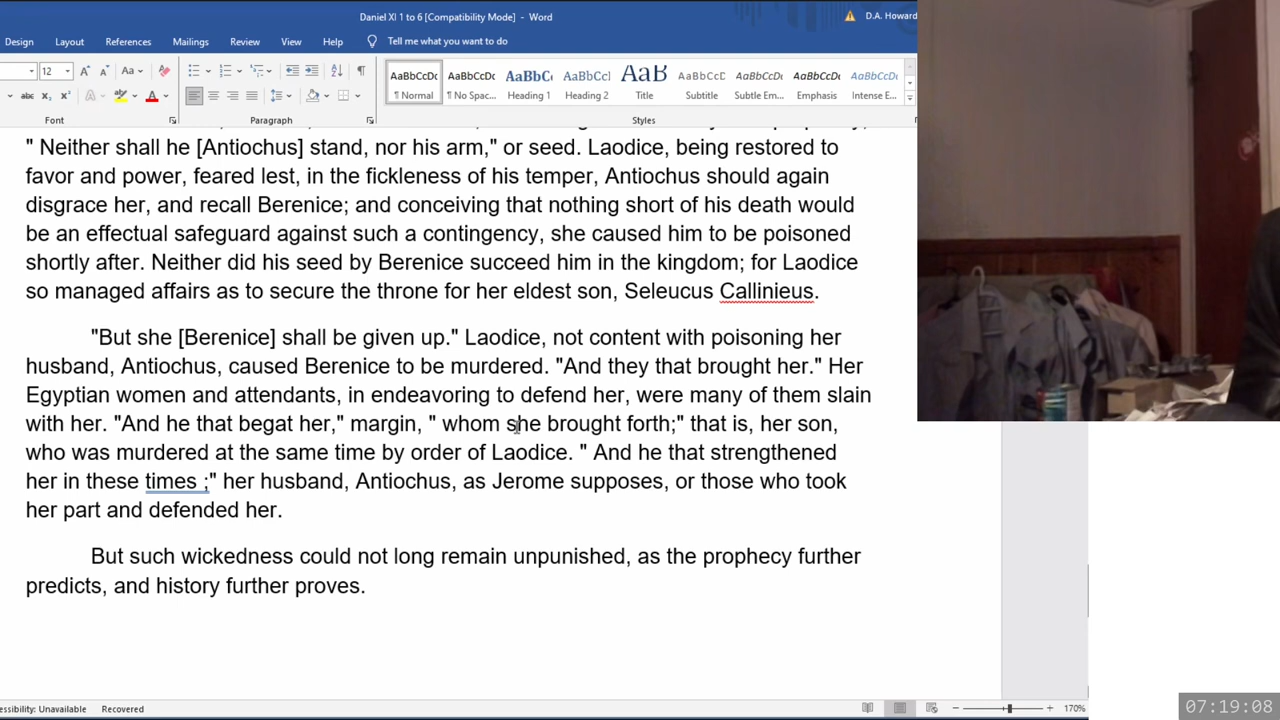 Daniel XI 1 to 6 [Compatibility Mode] - Word
D.A. Howard
Design Layout References Mailings Review View Help Tell me what you want to do
12 Aa
AaBbCcDc AaBbCcDc AaBbC AaBbCcC AaB AaBbCcD AaBbCcDc AaBbCcDc AaBbCcDc
¶ Normal ¶ No Spac... Heading 1 Heading 2 Title Subtitle Subtle Em... Emphasis Intense E...
Font Paragraph Styles
" Neither shall he [Antiochus] stand, nor his arm," or seed. Laodice, being restored to
favor and power, feared lest, in the fickleness of his temper, Antiochus should again
disgrace her, and recall Berenice; and conceiving that nothing short of his death would
be an effectual safeguard against such a contingency, she caused him to be poisoned
shortly after. Neither did his seed by Berenice succeed him in the kingdom; for Laodice
so managed affairs as to secure the throne for her eldest son, Seleucus Callinieus.
"But she [Berenice] shall be given up." Laodice, not content with poisoning her
husband, Antiochus, caused Berenice to be murdered. "And they that brought her." Her
Egyptian women and attendants, in endeavoring to defend her, were many of them slain
with her. "And he that begat her," margin, " whom she brought forth;" that is, her son,
who was murdered at the same time by order of Laodice. " And he that strengthened
her in these times ;" her husband, Antiochus, as Jerome supposes, or those who took
her part and defended her.
But such wickedness could not long remain unpunished, as the prophecy further
predicts, and history further proves.
essibility: Unavailable Recovered
170%
07:19:08